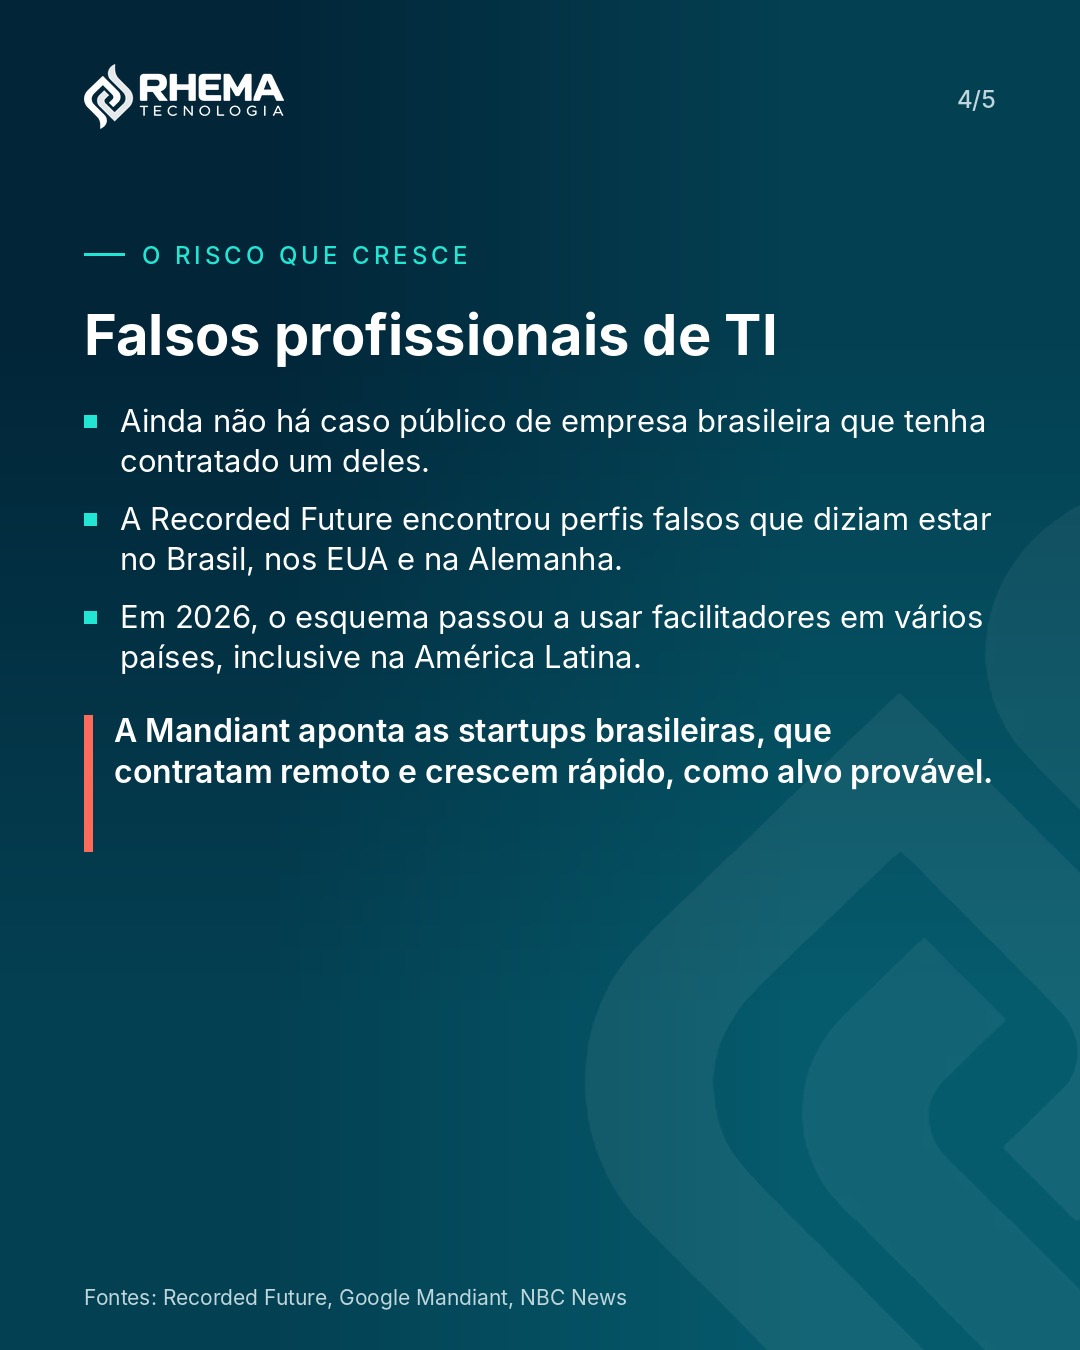 RHEMA
TECNOLOGIA
4/5
O RISCO QUE CRESCE
Falsos profissionais de TI
Ainda não há caso público de empresa brasileira que tenha
contratado um deles.
A Recorded Future encontrou perfis falsos que diziam estar
no Brasil, nos EUA e na Alemanha.
Em 2026, o esquema passou a usar facilitadores em vários
países, inclusive na América Latina.
A Mandiant aponta as startups brasileiras, que
contratam remoto e crescem rápido, como alvo provável.
Fontes: Recorded Future, Google Mandiant, NBC News